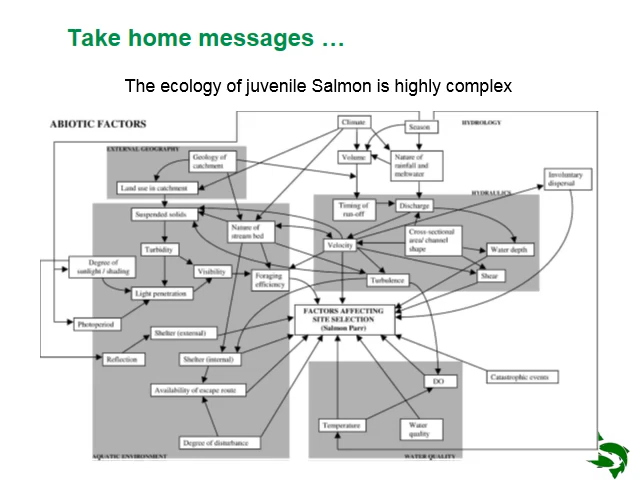 Take home messages …
The ecology of juvenile Salmon is highly complex
ABIOTIC FACTORS
Climate
Season
HYDROLOGY
EXTERNAL GEOGRAPHY
Geology of
catchment
Volume
Nature of
rainfall and
meltwater
Involuntary
dispersal
Land use in catchment
HYDRAULICS
Suspended solids
Timing of
run-off
Discharge
Nature of
stream bed
Cross-sectional
area/ channel
shape
Turbidity
Velocity
Water depth
Degree of
sunlight / shading
Visibility
Foraging
efficiency
Turbulence
Shear
Light penetration
FACTORS AFFECTING
SITE SELECTION
(Salmon Parr)
Photoperiod
Shelter (external)
Reflection
Shelter (internal)
Availability of escape route
DO
Catastrophic events
Temperature
Water
quality
Degree of disturbance
AQUATIC ENVIRONMENT
WATER QUALITY